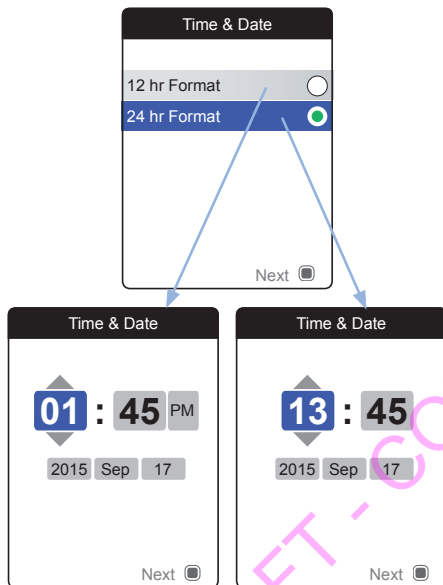 Time & Date
12 hr Format
24 hr Format
Next
Time & Date
01 : 45 PM
2015 Sep 17
Next
Time & Date
13 : 45
2015 Sep 17
Next